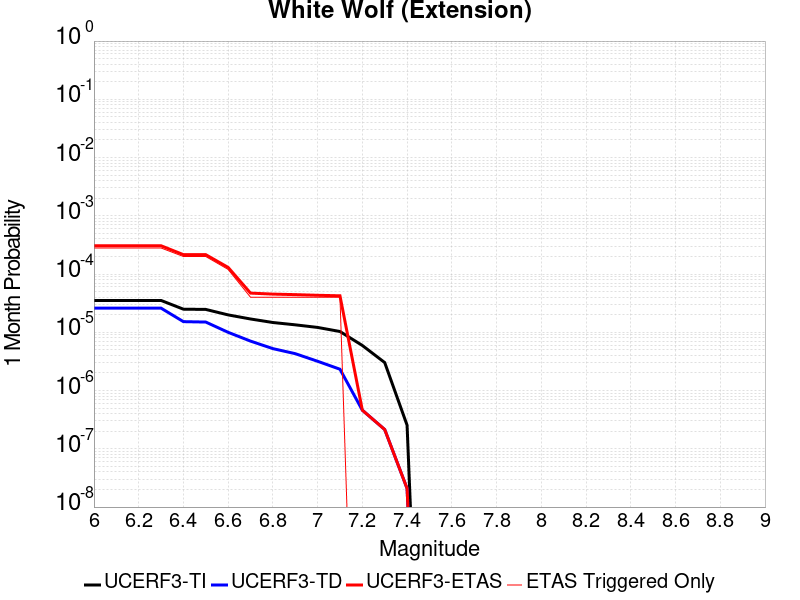 White Wolf (Extension)
1 Month Probability
10^0
10^-1
10^-2
10^-3
10^-4
10^-5
10^-6
10^-7
10^-8
6 6.2 6.4 6.6 6.8 7 7.2 7.4 7.6 7.8 8 8.2 8.4 8.6 8.8 9
Magnitude
UCERF3-TI UCERF3-TD UCERF3-ETAS ETAS Triggered Only